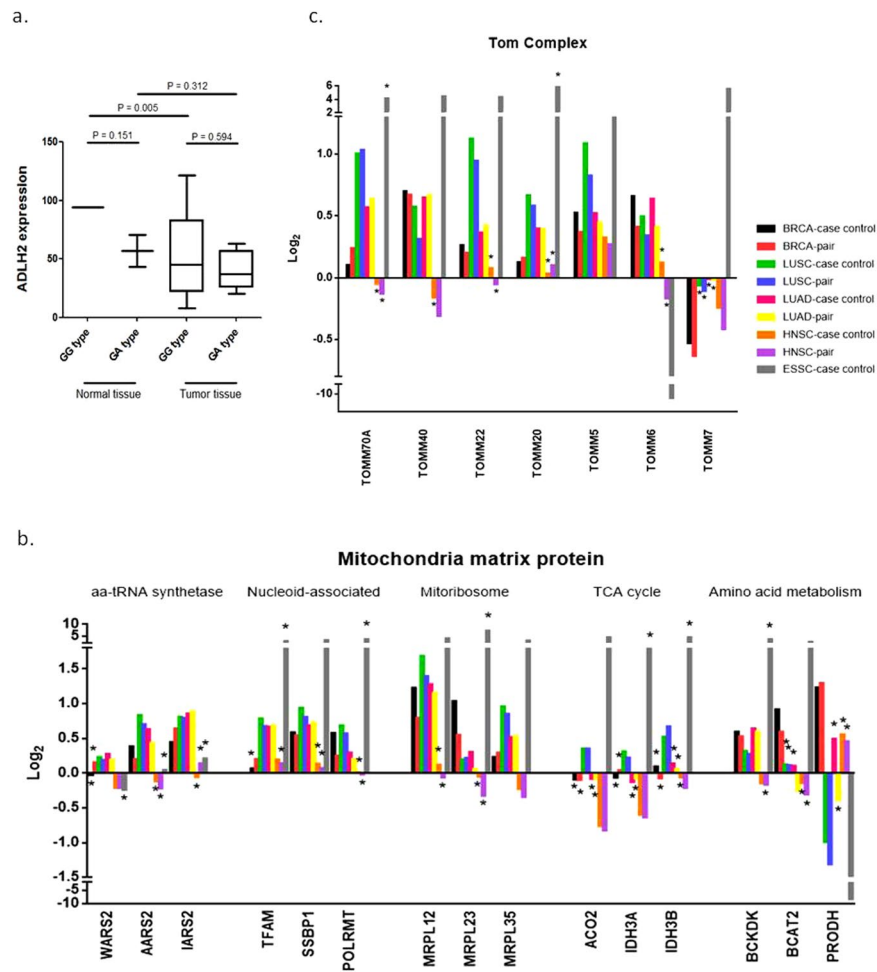 a.
P = 0.312
P = 0.005
P = 0.151
P = 0.594
150
100
50
0
ADLH2 expression
GG type
GA type
GG type
GA type
Normal tissue
Tumor tissue
c.
Tom Complex
6
4
2
1.0
0.5
0.0
-0.5
-10
Log2
TOMM70A
TOMM40
TOMM22
TOMM20
TOMM5
TOMM6
TOMM7
BRCA-case control
BRCA-pair
LUSC-case control
LUSC-pair
LUAD-case control
LUAD-pair
HNSC-case control
HNSC-pair
ESSC-case control
b.
Mitochondria matrix protein
aa-tRNA synthetase
Nucleoid-associated
Mitoribosome
TCA cycle
Amino acid metabolism
10
5
1.5
1.0
0.5
0.0
-0.5
-1.0
-1.5
-5
-10
Log2
WARS2
AARS2
IARS2
TFAM
SSBP1
POLRMT
MRPL12
MRPL23
MRPL35
ACO2
IDH3A
IDH3B
BCKDK
BCAT2
PRODH